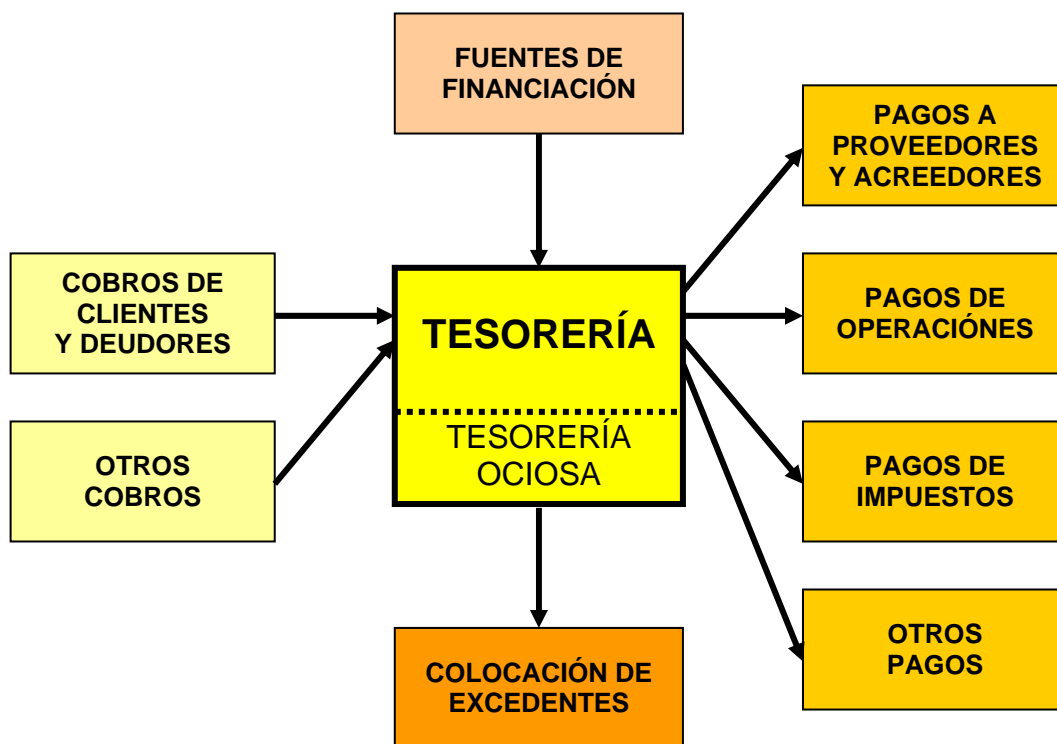 FUENTES DE
FINANCIACIÓN
PAGOS A
PROVEEDORES
Y ACREEDORES
COBROS DE
CLIENTES
Y DEUDORES
TESORERÍA
PAGOS DE
OPERACIÓNES
TESORERÍA
OCIOSA
OTROS
COBROS
PAGOS DE
IMPUESTOS
COLOCACIÓN DE
EXCEDENTES
OTROS
PAGOS